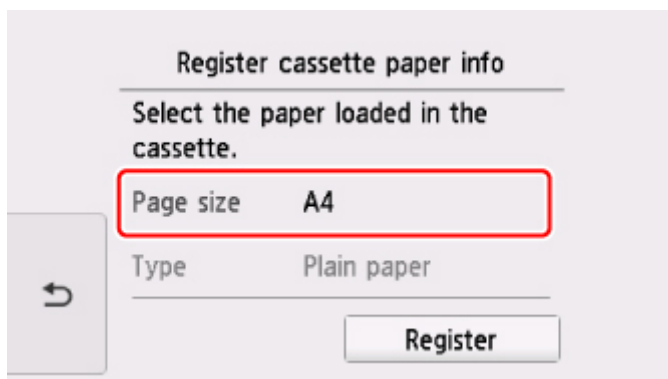 Register cassette paper info
Select the paper loaded in the
cassette.
Page size A4
Type Plain paper
Register